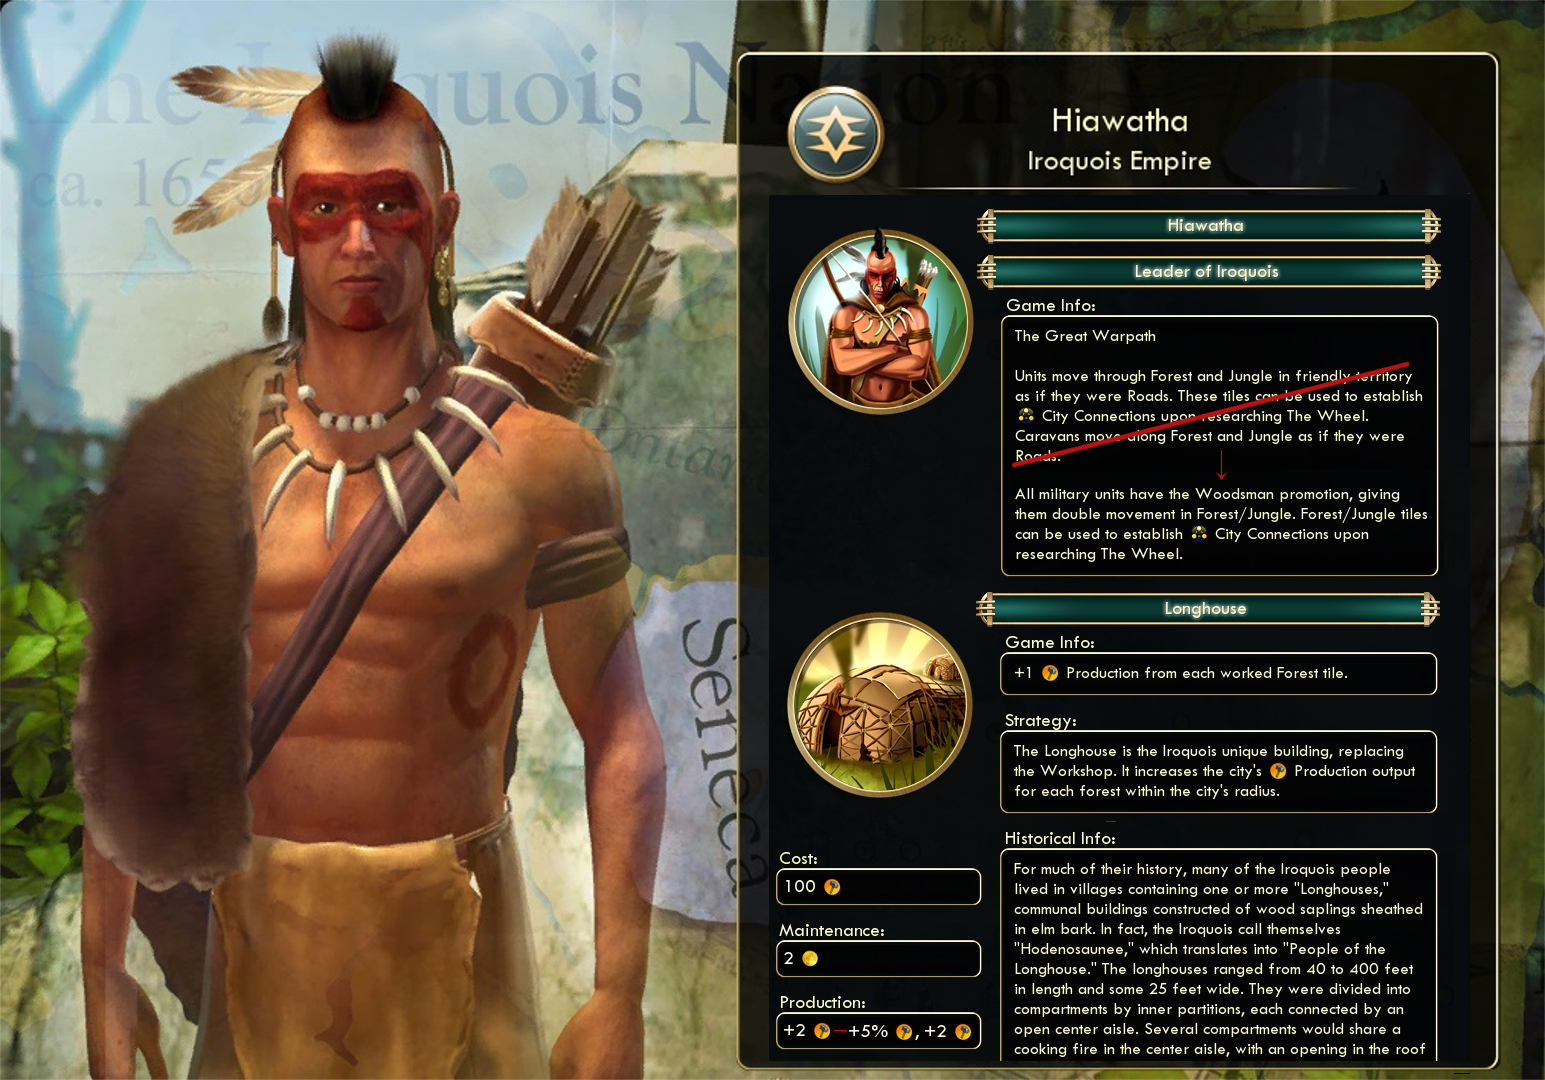 The Iroquois Nation
ca. 1650
Seneca
Hiawatha
Iroquois Empire
Hiawatha
Leader of Iroquois
Game Info:
The Great Warpath
Units move through Forest and Jungle in friendly territory
as if they were Roads. These tiles can be used to establish
City Connections upon researching The Wheel.
Caravans move along Forest and Jungle as if they were
Roads.
All military units have the Woodsman promotion, giving
them double movement in Forest/Jungle. Forest/Jungle tiles
can be used to establish City Connections upon
researching The Wheel.
Longhouse
Game Info:
+1 Production from each worked Forest tile.
Strategy:
The Longhouse is the Iroquois unique building, replacing
the Workshop. It increases the city's Production output
for each forest within the city's radius.
Historical Info:
For much of their history, many of the Iroquois people
lived in villages containing one or more "Longhouses,"
communal buildings constructed of wood saplings sheathed
in elm bark. In fact, the Iroquois call themselves
"Hodenosaunee," which translates into "People of the
Longhouse." The longhouses ranged from 40 to 400 feet
in length and some 25 feet wide. They were divided into
compartments by inner partitions, each connected by an
open center aisle. Several compartments would share a
cooking fire in the center aisle, with an opening in the roof
Cost:
100
Maintenance:
2
Production:
+2 → +5% , +2